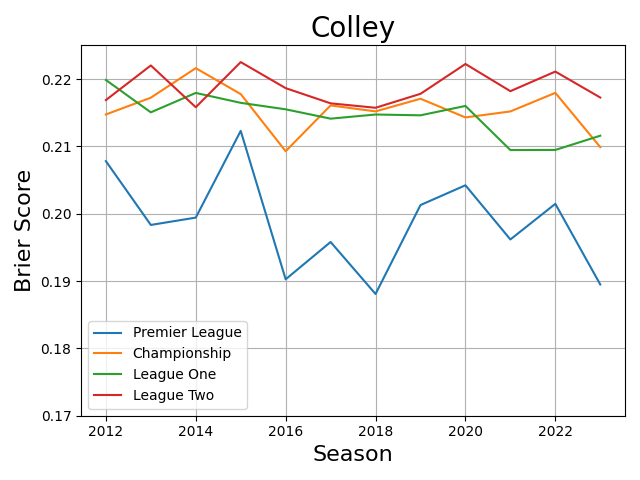 Colley
Brier Score
0.22
0.21
0.20
0.19
0.18
0.17
Premier League
Championship
League One
League Two
2012 2014 2016 2018 2020 2022
Season